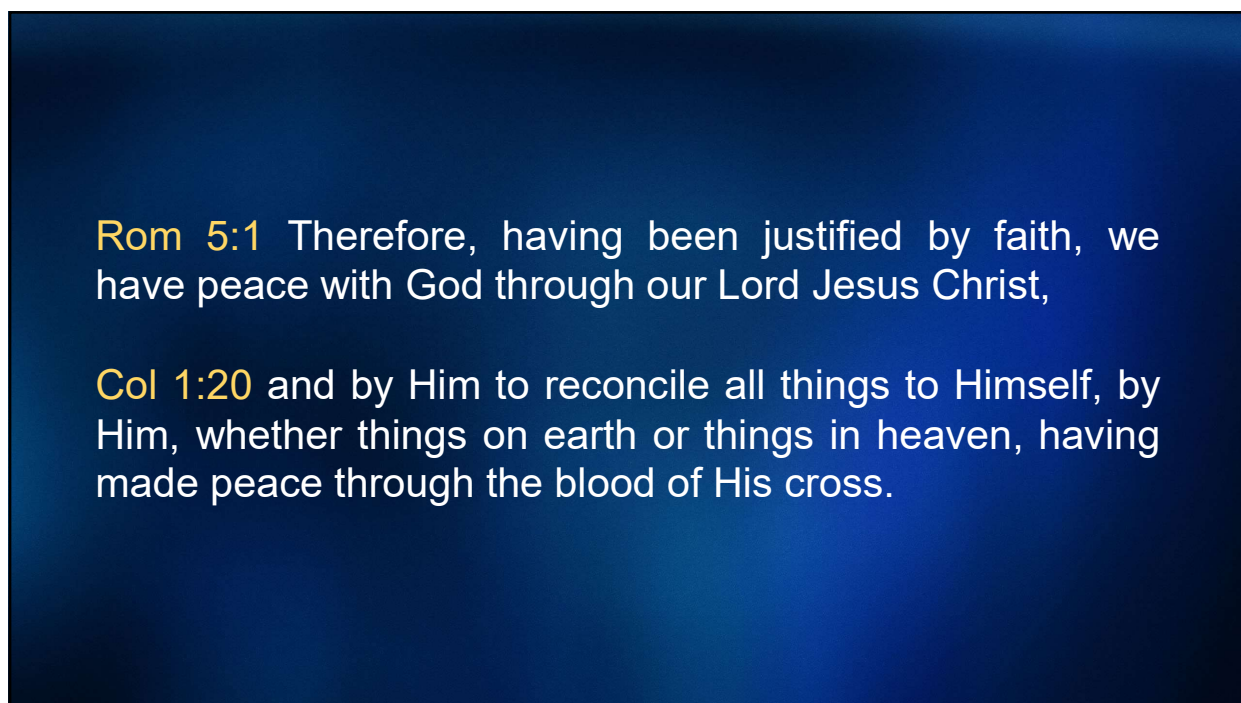 Rom 5:1 Therefore, having been justified by faith, we
have peace with God through our Lord Jesus Christ,
Col 1:20 and by Him to reconcile all things to Himself, by
Him, whether things on earth or things in heaven, having
made peace through the blood of His cross.